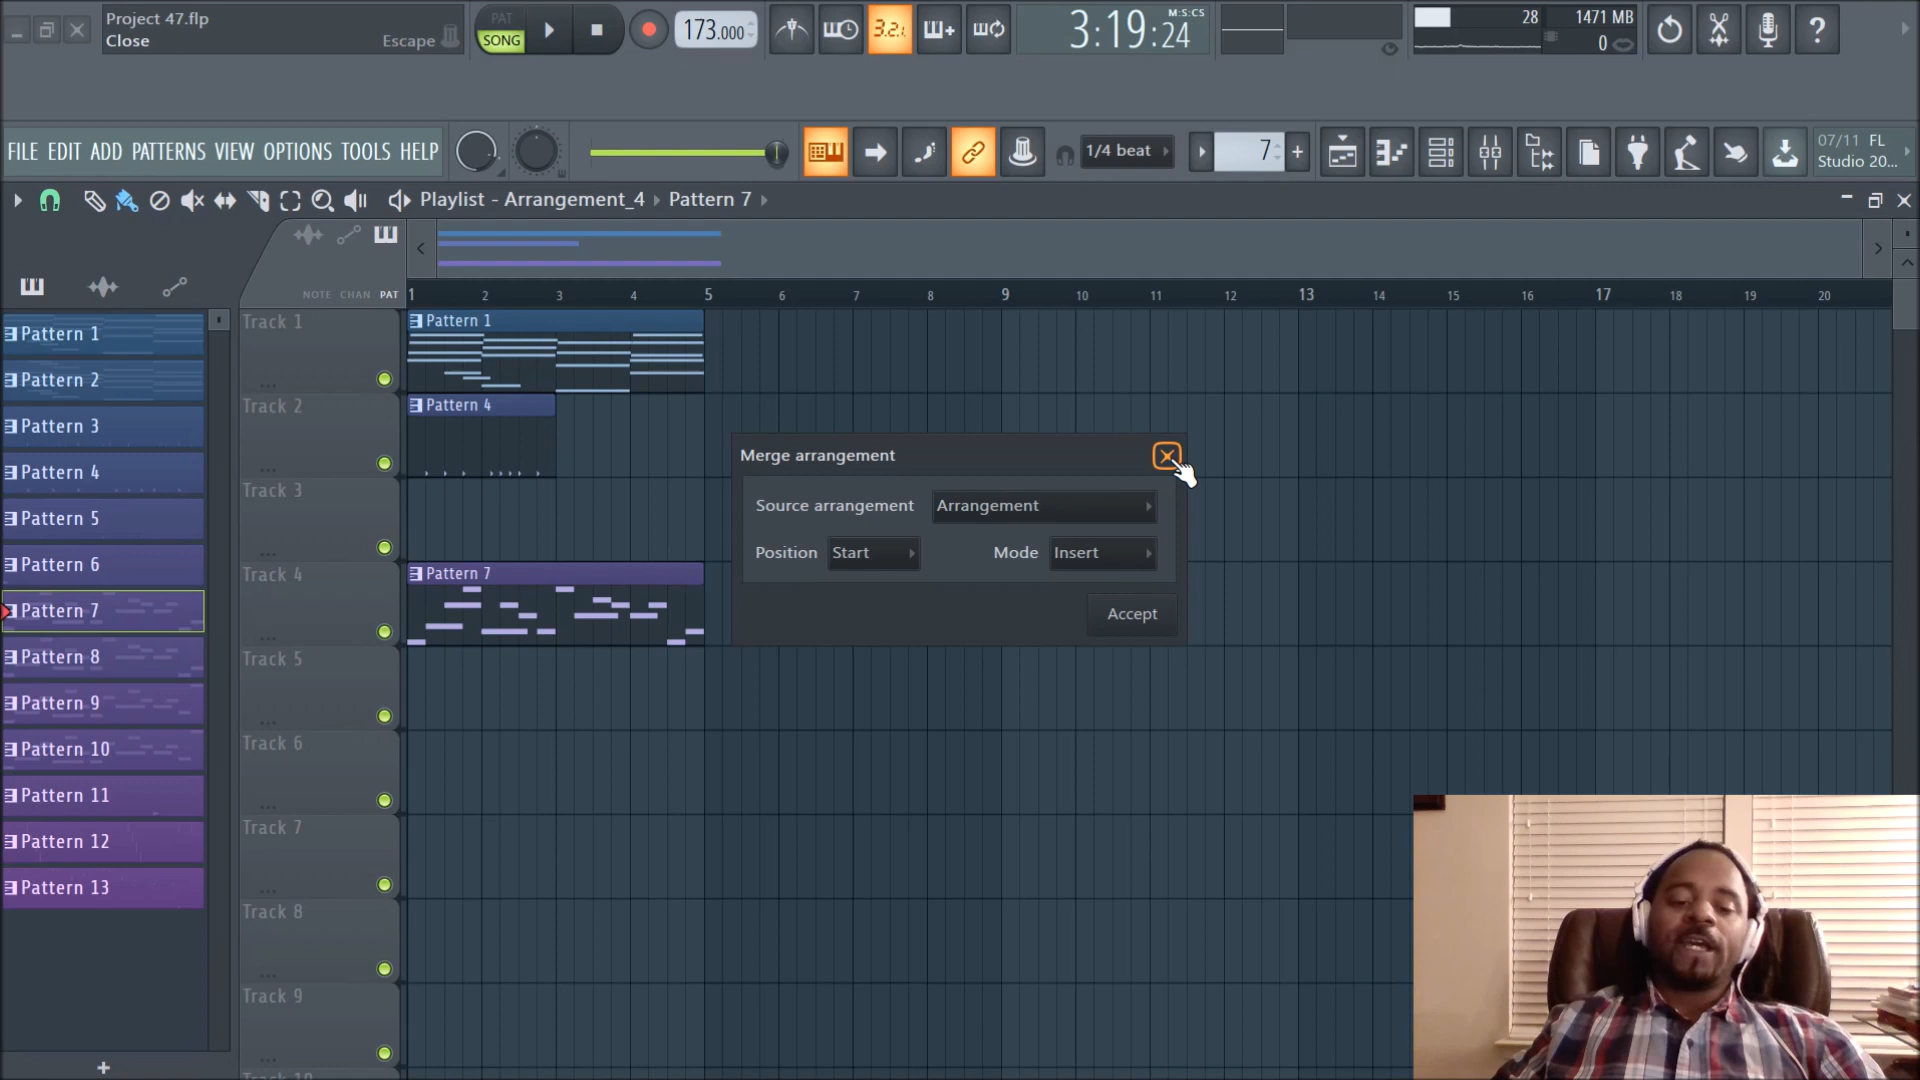 Project 47.flp
Close
Escape
PAT
SONG
173.000
3.2.1
M:S:CS
3:19:24
28
1471 MB
0
?
FILE EDIT ADD PATTERNS VIEW OPTIONS TOOLS HELP
1/4 beat
7
+
07/11 FL
Studio 20...
Playlist - Arrangement_4 Pattern 7
NOTE CHAN PAT
1 2 3 4 5 6 7 8 9 10 11 12 13 14 15 16 17 18 19 20
Pattern 1
Pattern 2
Pattern 3
Pattern 4
Pattern 5
Pattern 6
Pattern 7
Pattern 8
Pattern 9
Pattern 10
Pattern 11
Pattern 12
Pattern 13
+
Track 1
Track 2
Track 3
Track 4
Track 5
Track 6
Track 7
Track 8
Track 9
Track 10
Pattern 1
Pattern 4
Pattern 7
Merge arrangement
Source arrangement Arrangement
Position Start Mode Insert
Accept